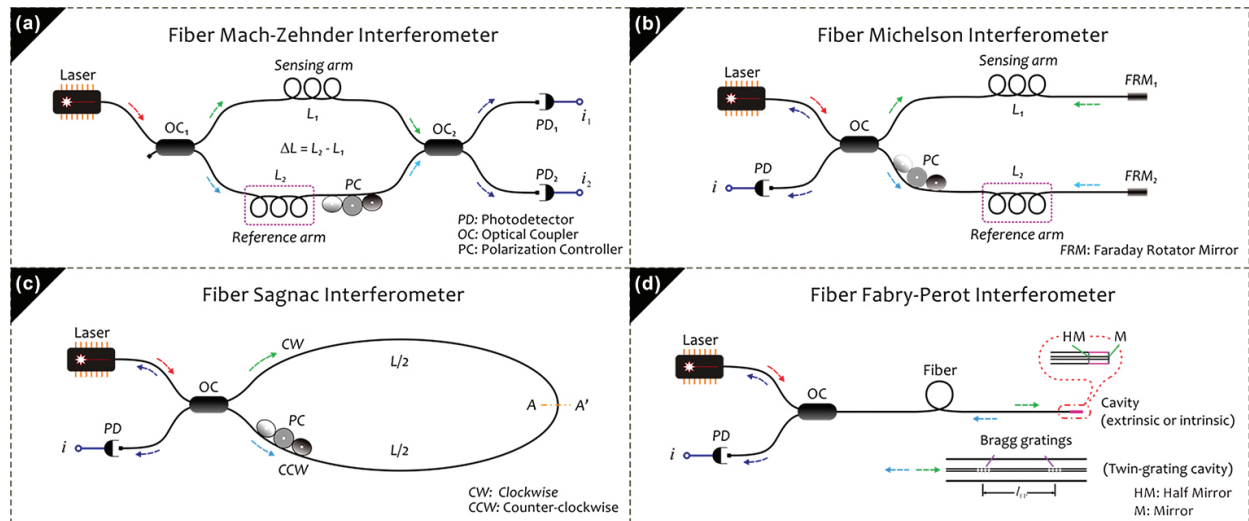 (a)
Fiber Mach-Zehnder Interferometer
Laser
Sensing arm
L₁
OC₁
OC₂
ΔL = L₂ - L₁
L₂
PC
Reference arm
PD₁
i₁
PD₂
i₂
PD: Photodetector
OC: Optical Coupler
PC: Polarization Controller
(b)
Fiber Michelson Interferometer
Laser
Sensing arm
FRM₁
L₁
OC
PC
L₂
FRM₂
PD
i
Reference arm
FRM: Faraday Rotator Mirror
(c)
Fiber Sagnac Interferometer
Laser
CW
L/2
OC
A
A'
PC
PD
i
L/2
CCW
CW: Clockwise
CCW: Counter-clockwise
(d)
Fiber Fabry-Perot Interferometer
Laser
HM
M
Fiber
OC
Cavity
(extrinsic or intrinsic)
PD
i
Bragg gratings
(Twin-grating cavity)
HM: Half Mirror
M: Mirror